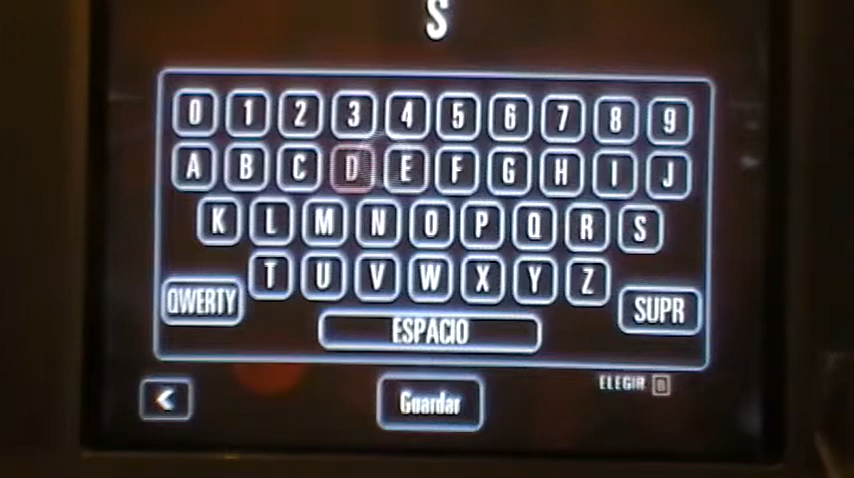 S
0 1 2 3 4 5 6 7 8 9
A B C D E F G H I J
K L M N O P Q R S
T U V W X Y Z
QWERTY
SUPR
ESPACIO
ELEGIR B
< Guardar